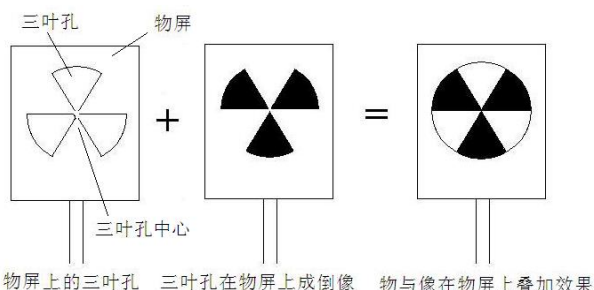 三叶孔
物屏
+
=
三叶孔中心
物屏上的三叶孔
三叶孔在物屏上成倒像
物与像在物屏上叠加效果